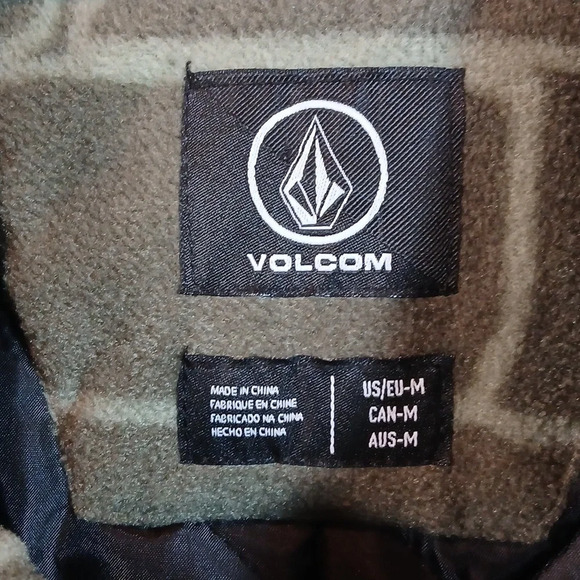 VOLCOM
MADE IN CHINA
FABRIQUE EN CHINE
FABRICADO NA CHINA
HECHO EN CHINA
US/EU-M
CAN-M
AUS-M